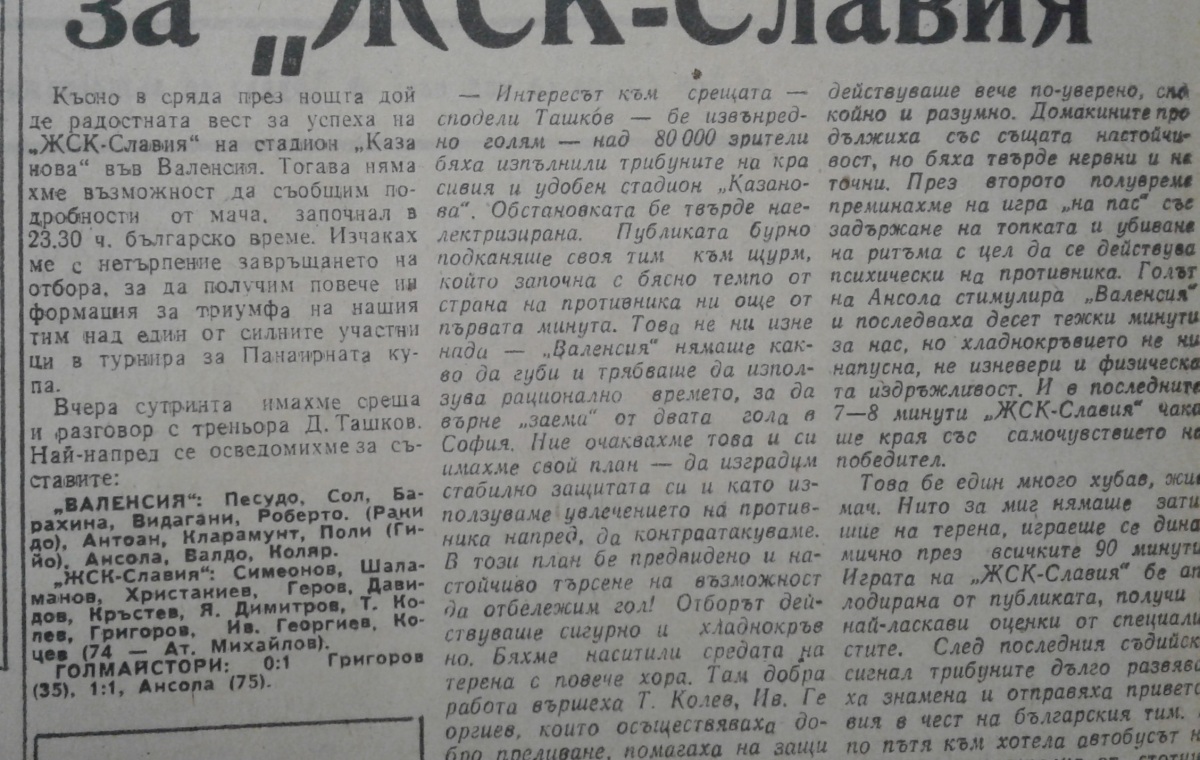 за „ЖСК-Славия
Късно в сряда през нощта дой
де радостната вест за успеха на
„ЖСК-Славия“ на стадион „Каза
нова“ във Валенсия. Тогава няма
хме възможност да съобщим по-
дробности от мача, започнал в
23.30 ч. българско време. Изчаках
ме с нетърпение завръщането на
отбора, за да получим повече ин
формация за триумфа на нашия
тим над един от силните участни
ци в турнира за Панаирната ку-
па.
Вчера сутринта имахме среща
и разговор с треньора Д. Ташков.
Най-напред се осведомихме за съ-
ставите:
„ВАЛЕНСИЯ“: Песудо, Сол, Ба-
рахина, Видагани, Роберто. (Рани
до), Антоан, Кларамунт, Поли (Ги-
йо), Ансола, Валдо, Коляр.
„ЖСК-Славия“: Симеонов, Шала-
манов, Христакиев, Геров, Дави-
дов, Кръстев, Я. Димитров, Т. Ко-
лев, Григоров, Ив. Георгиев, Ко-
цев (74 — Ат. Михайлов).
ГОЛМАЙСТОРИ: 0:1 Григоров
(35), 1:1, Ансола (75).
— Интересът към срещата —
сподели Ташков — бе извънред-
но голям — над 80 000 зрители
бяха изпълнили трибуните на кра
сивия и удобен стадион „Казано-
ва“. Обстановката бе твърде нае-
лектризирана. Публиката бурно
подканяше своя тим към щурм,
който започна с бясно темпо от
страна на противника ни още от
първата минута. Това не ни изне
нада — „Валенсия“ нямаше как-
во да губи и трябваше да изпол-
зува рационално времето, за да
върне „заема“ от двата гола в
София. Ние очаквахме това и си
имахме свой план — да изградим
стабилно защитата си и като из-
ползуваме увлечението на против-
ника напред, да контраатакуваме.
В този план бе предвидено и на-
стойчиво търсене на възможност
да отбележим гол! Отборът дей-
ствуваше сигурно и хладнокръв
но. Бяхме наситили средата на
терена с повече хора. Там добра
работа вършеха Т. Колев, Ив. Ге
оргиев, които осъществяваха до-
бро преливане, помагаха на защи
действуваше вече по-уверено, спо
койно и разумно. Домакините про
дължиха със същата настойчи-
вост, но бяха твърде нервни и не
точни. През второто полувреме
преминахме на игра „на пас“ със
задържане на топката и убиване
на ритъма с цел да се действува
психически на противника. Голът
на Ансола стимулира „Валенсия“
и последваха десет тежки минути
за нас, но хладнокръвието не ни
напусна, не изневери и физическа
та издръжливост. И в последните
7—8 минути „ЖСК-Славия“ чака
ше края със самочувствието на
победител.
Това бе един много хубав, жив
мач. Нито за миг нямаше зати
шие на терена, играеше се дина
мично през всичките 90 минути
Играта на „ЖСК-Славия“ бе ап
лодирана от публиката, получи
най-ласкави оценки от специали
стите. След последния съдийск
сигнал трибуните дълго развява
ха знамена и отправяха привет
вия в чест на българския тим.
по пътя към хотела автобусът н